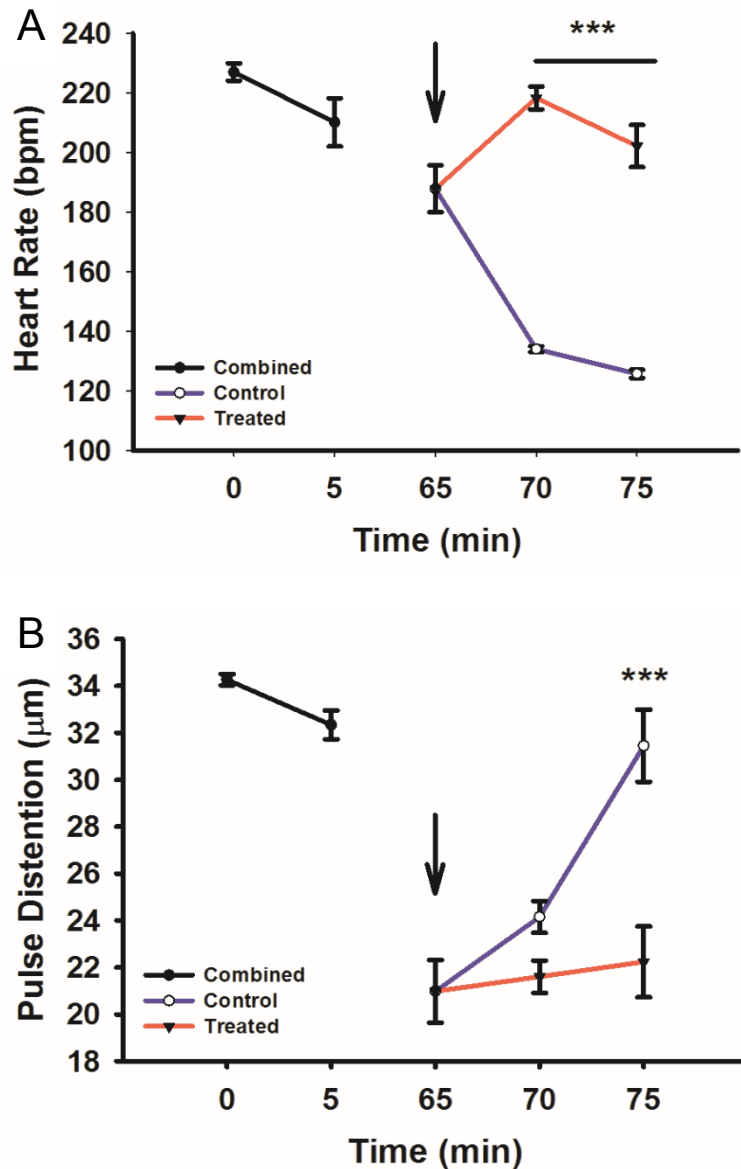 A
240
220
200
180
160
140
120
100
Heart Rate (bpm)
***
Combined
Control
Treated
0 5 65 70 75
Time (min)
B
36
34
32
30
28
26
24
22
20
18
Pulse Distention (µm)
***
Combined
Control
Treated
0 5 65 70 75
Time (min)